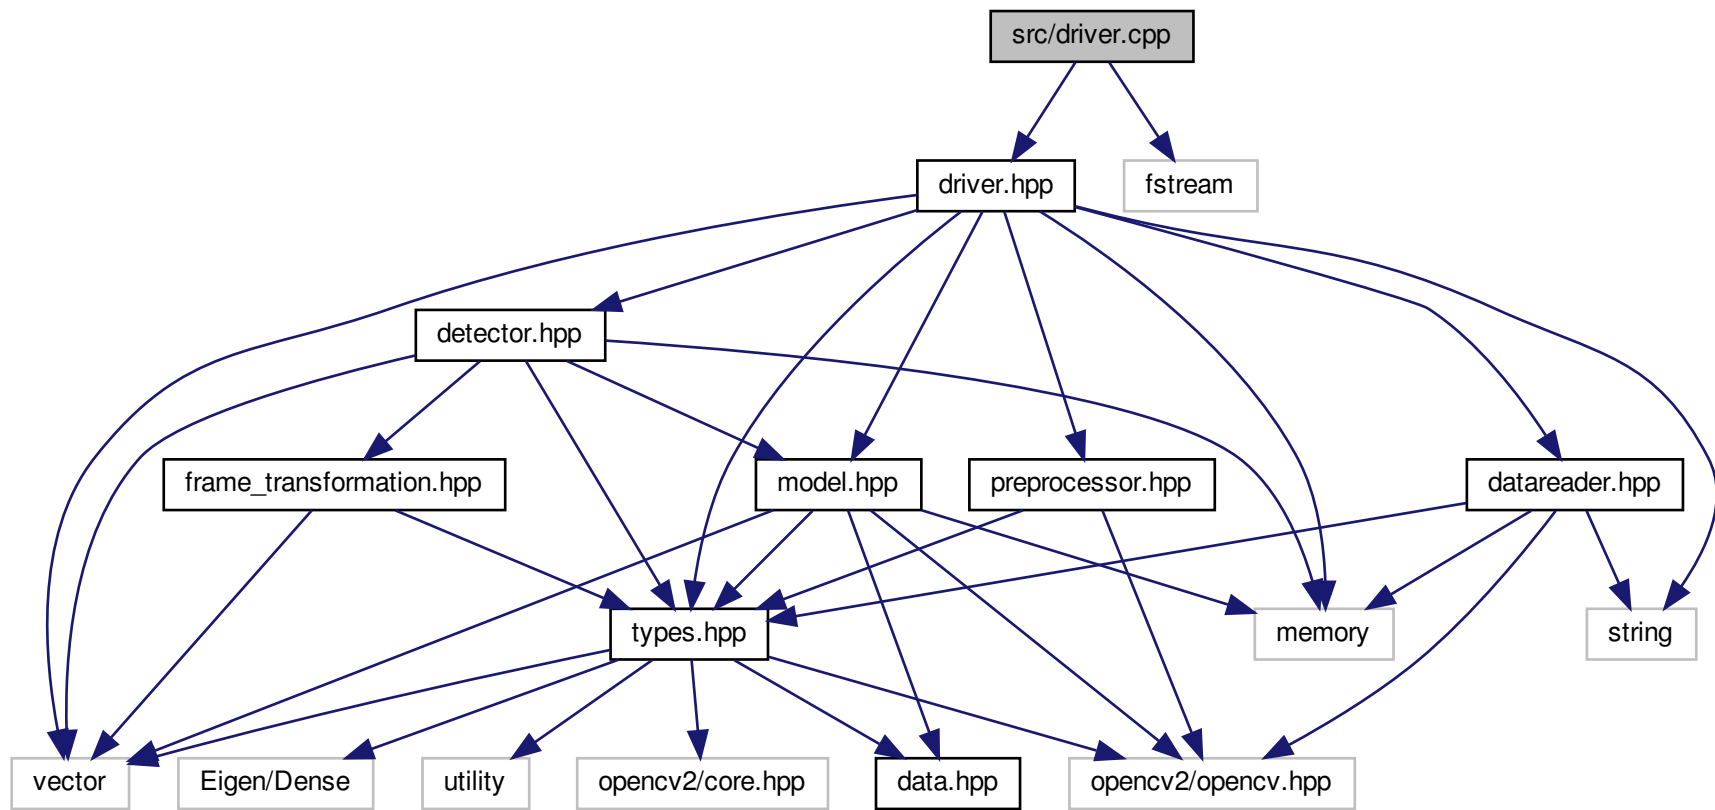 src/driver.cpp
driver.hpp
fstream
detector.hpp
frame_transformation.hpp
model.hpp
preprocessor.hpp
datareader.hpp
types.hpp
memory
string
vector
Eigen/Dense
utility
opencv2/core.hpp
data.hpp
opencv2/opencv.hpp